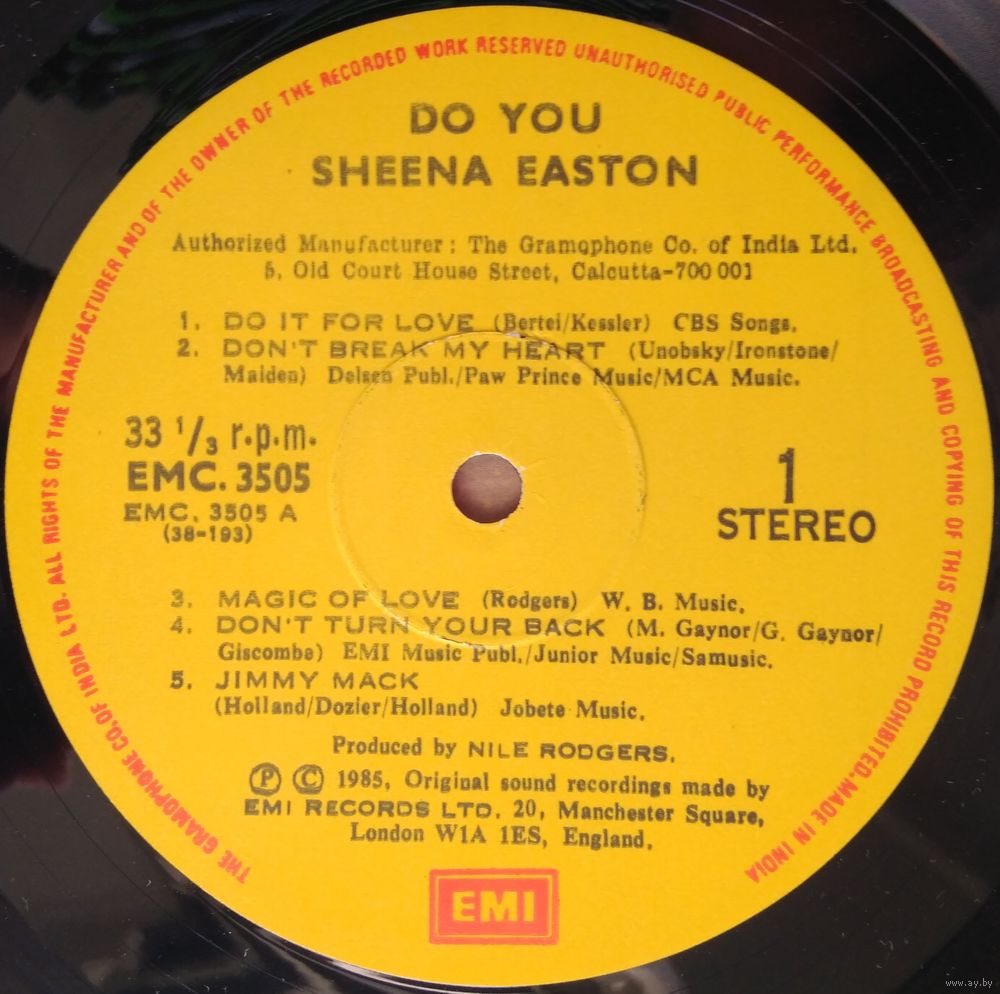 THE GRAMOPHONE CO. OF INDIA LTD. ALL RIGHTS OF THE MANUFACTURER AND OF THE OWNER OF THE RECORDED WORK RESERVED UNAUTHORISED PUBLIC PERFORMANCE BROADCASTING AND COPYING OF THIS RECORD PROHIBITED. MADE IN INDIA
DO YOU
SHEENA EASTON
Authorized Manufacturer : The Gramophone Co. of India Ltd.
5, Old Court House Street, Calcutta-700 001
1. DO IT FOR LOVE (Bertei/Kessler) CBS Songs.
2. DON'T BREAK MY HEART (Unobsky/Ironstone/
Maiden) Delsen Publ./Paw Prince Music/MCA Music.
33 1/3 r.p.m.
EMC. 3505
EMC. 3505 A
(38-193)
1
STEREO
3. MAGIC OF LOVE (Rodgers) W. B. Music.
4. DON'T TURN YOUR BACK (M. Gaynor/G. Gaynor/
Giscombe) EMI Music Publ./Junior Music/Samusic.
5. JIMMY MACK
(Holland/Dozier/Holland) Jobete Music.
Produced by NILE RODGERS.
Ⓟ © 1985, Original sound recordings made by
EMI RECORDS LTD. 20, Manchester Square,
London W1A 1ES, England.
EMI
www.ay.by